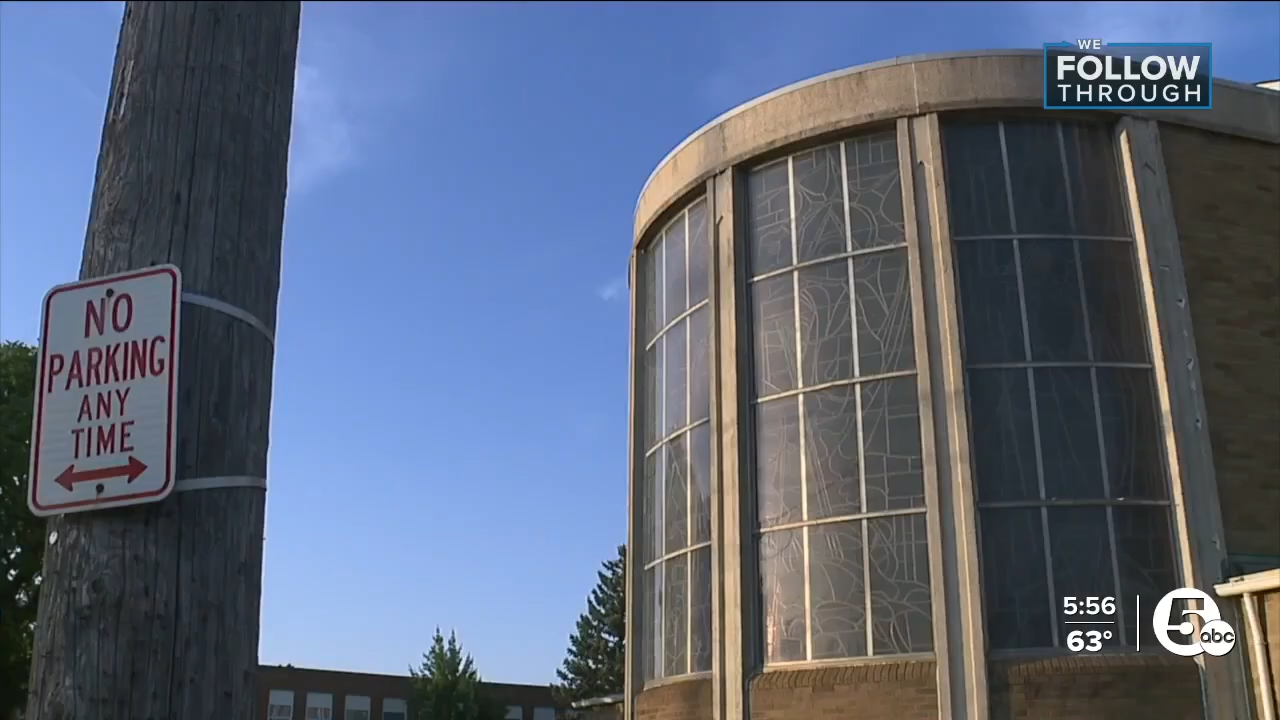 WE
FOLLOW
THROUGH
NO
PARKING
ANY
TIME
5:56
63°
5 abc